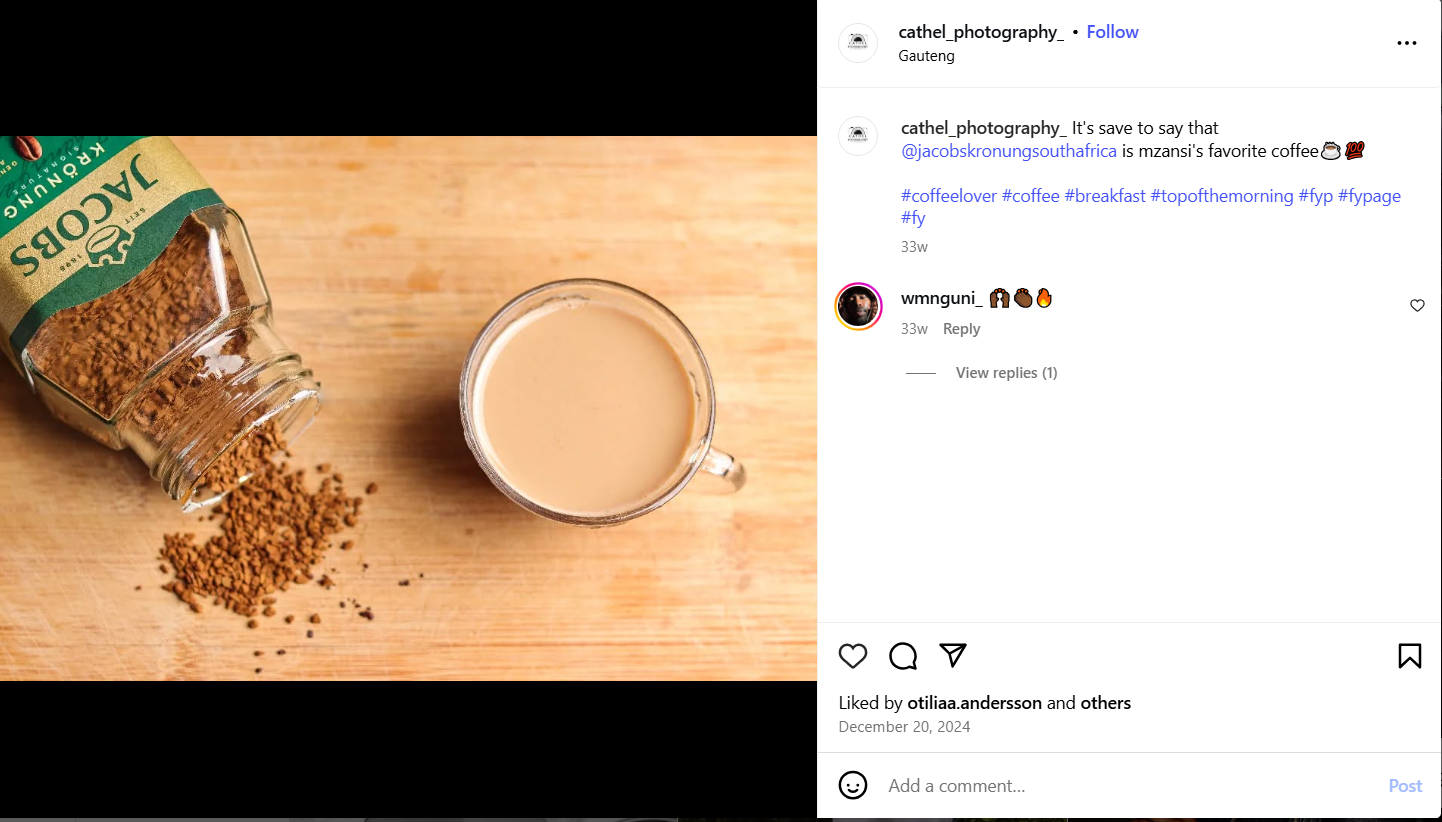 KRÖNUNG
SIGNATURE
JACOBS
SEIT
1895
cathel_photography_ • Follow
Gauteng
cathel_photography_ It's save to say that
@jacobskronungsouthafrica is mzansi's favorite coffee☕💯
#coffeelover #coffee #breakfast #topofthemorning #fyp #fypage
#fy
33w
wmnguni_ 🙌🏾👏🏾🔥
33w Reply
View replies (1)
Liked by otiliaa.andersson and others
December 20, 2024
Add a comment...
Post